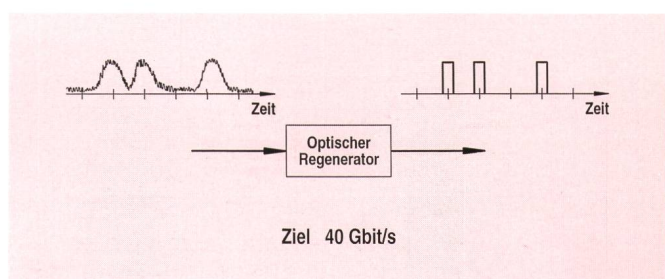 Zeit
Zeit
Optischer
Regenerator
Ziel 40 Gbit/s